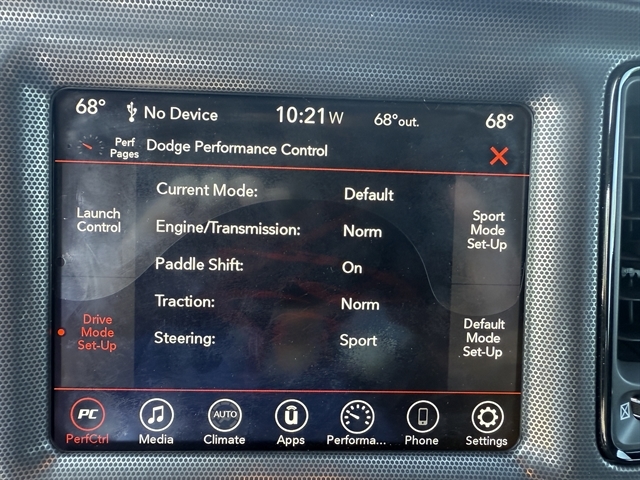 68° No Device 10:21W 68°out. 68°
Perf
Pages
Dodge Performance Control
Launch
Control
Current Mode: Default
Engine/Transmission: Norm
Paddle Shift: On
Traction: Norm
Steering: Sport
Sport
Mode
Set-Up
Drive
Mode
Set-Up
Default
Mode
Set-Up
PC AUTO
PerfCtrl Media Climate Apps Performa... Phone Settings